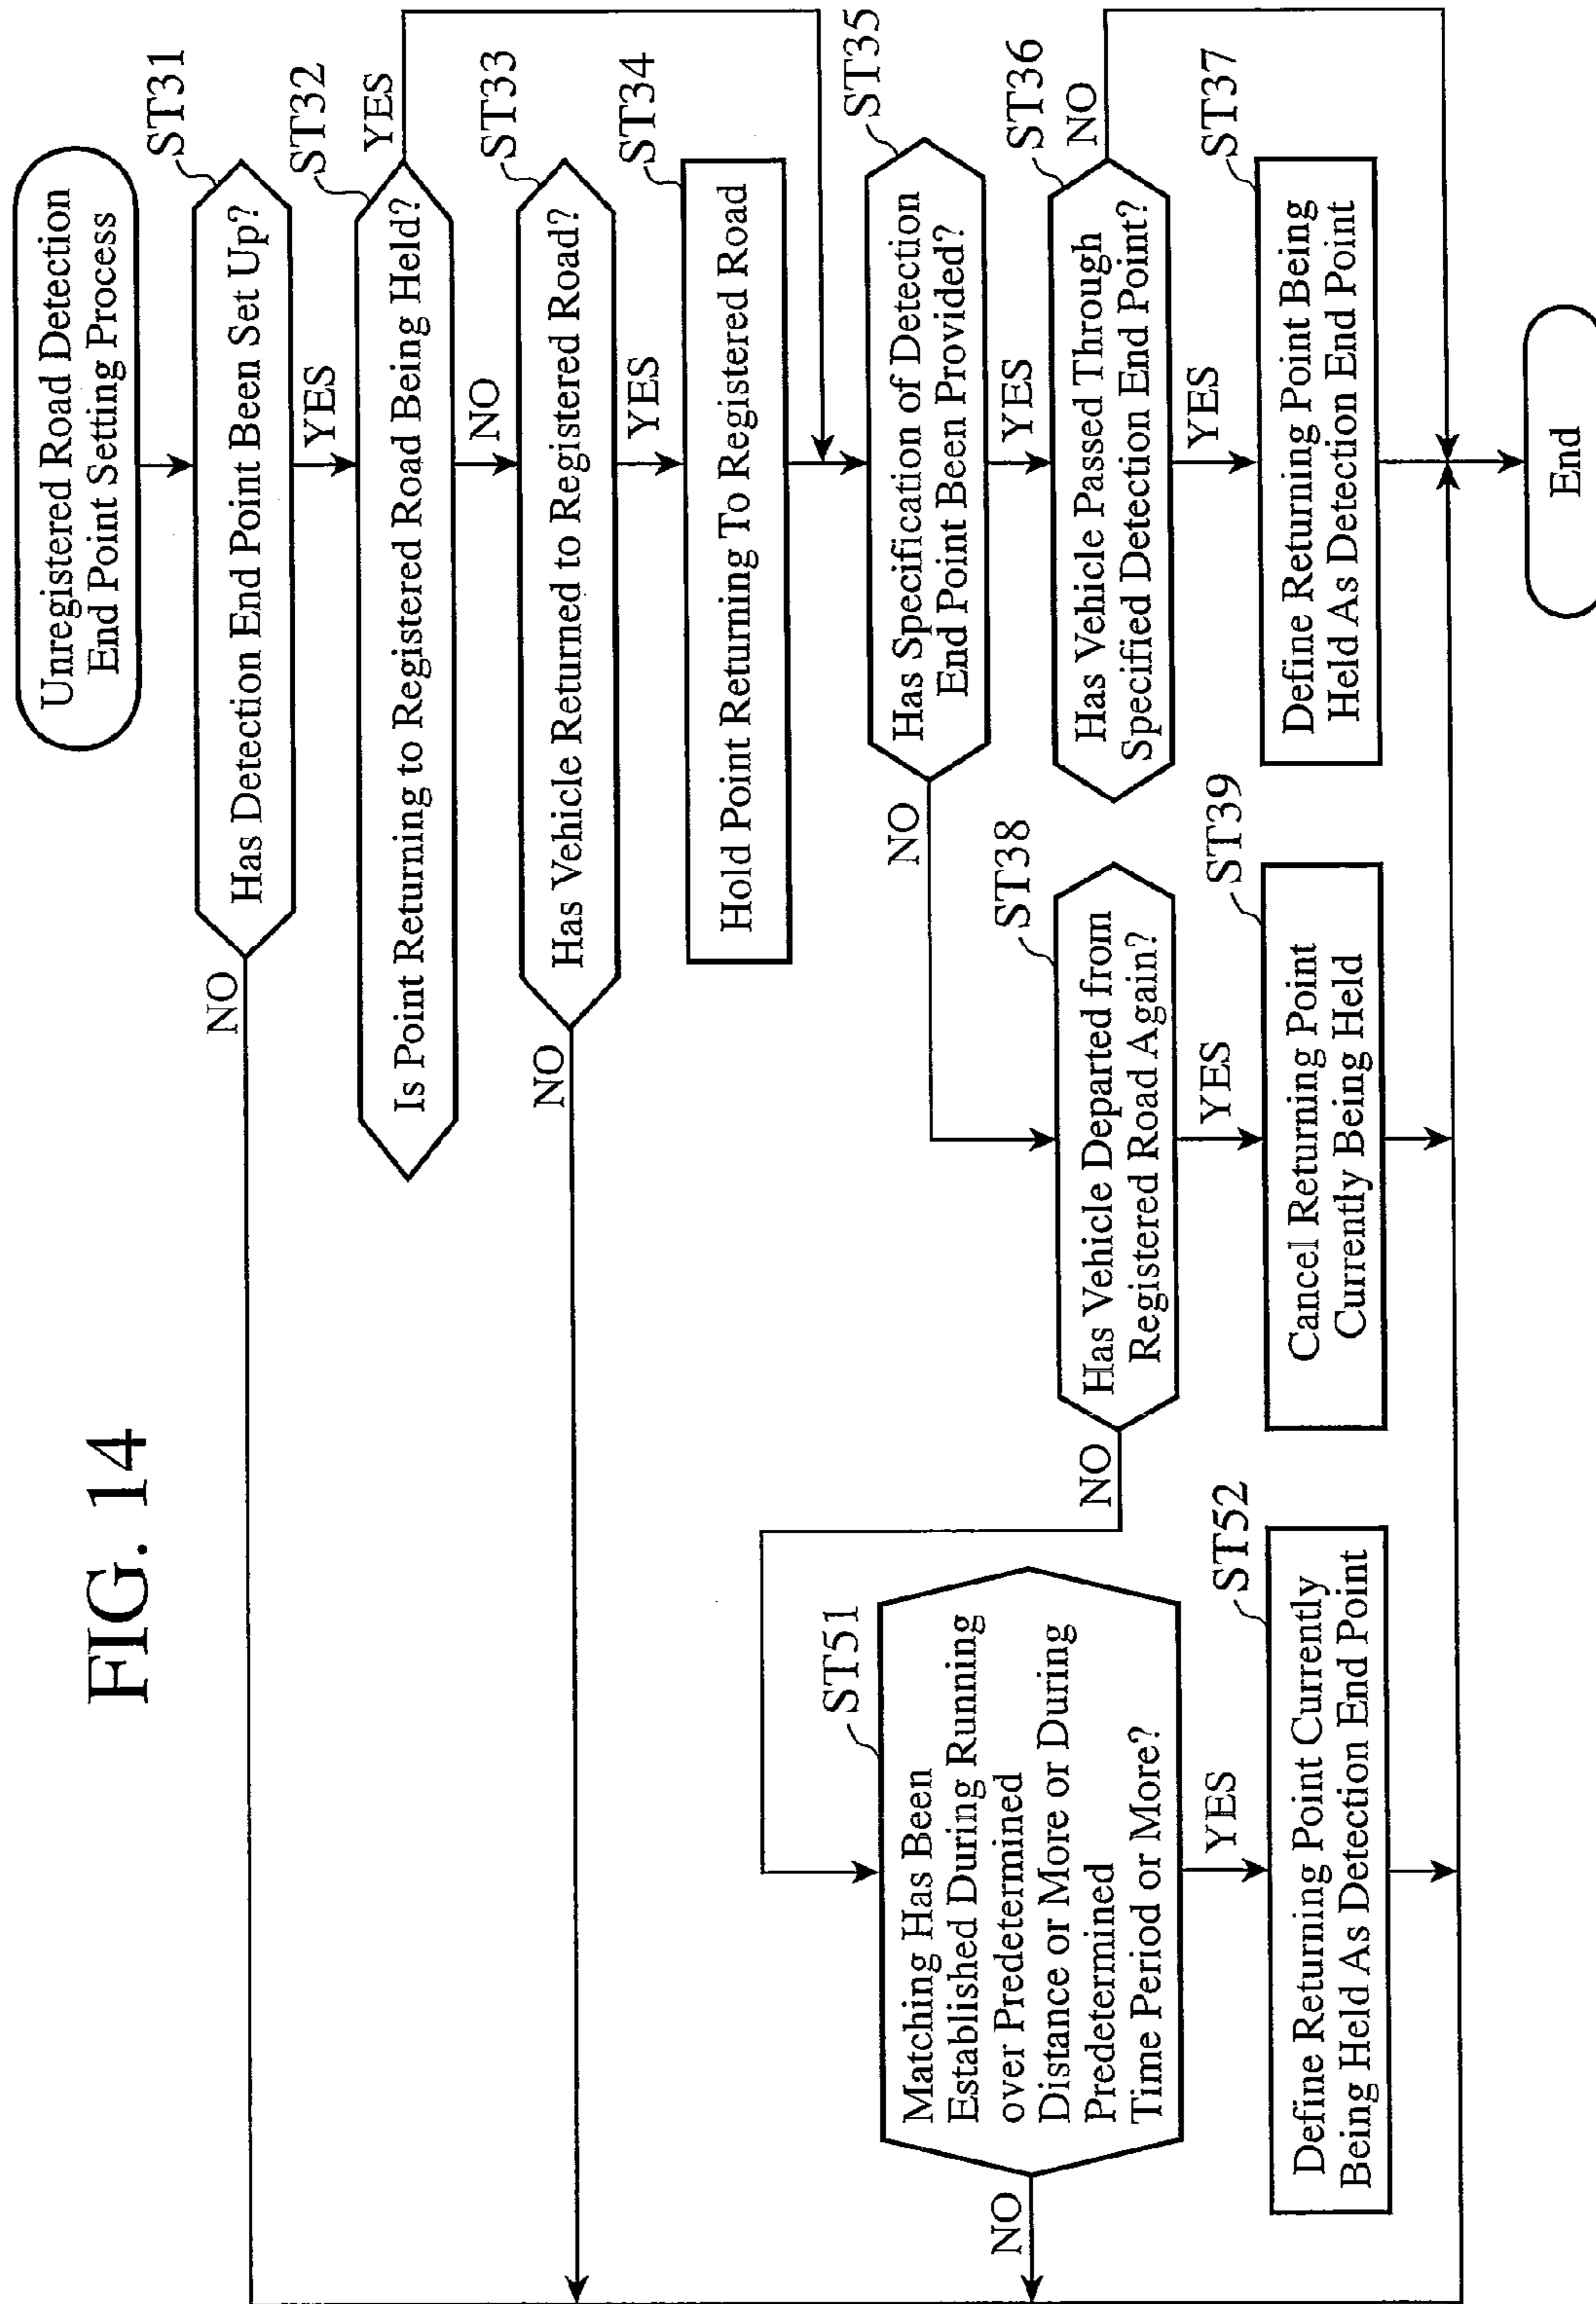 FIG. 14
Unregistered Road Detection
End Point Setting Process
ST31
Has Detection End Point Been Set Up?
NO
YES
ST32
Is Point Returning to Registered Road Being Held?
YES
NO
ST33
Has Vehicle Returned to Registered Road?
NO
YES
ST34
Hold Point Returning To Registered Road
ST35
Has Specification of Detection
End Point Been Provided?
NO
YES
ST36
Has Vehicle Passed Through
Specified Detection End Point?
NO
YES
ST37
Define Returning Point Being
Held As Detection End Point
ST38
Has Vehicle Departed from
Registered Road Again?
NO
YES
ST39
Cancel Returning Point
Currently Being Held
ST51
Matching Has Been
Established During Running
over Predetermined
Distance or More or During
Predetermined
Time Period or More?
NO
YES
ST52
Define Returning Point Currently
Being Held As Detection End Point
End